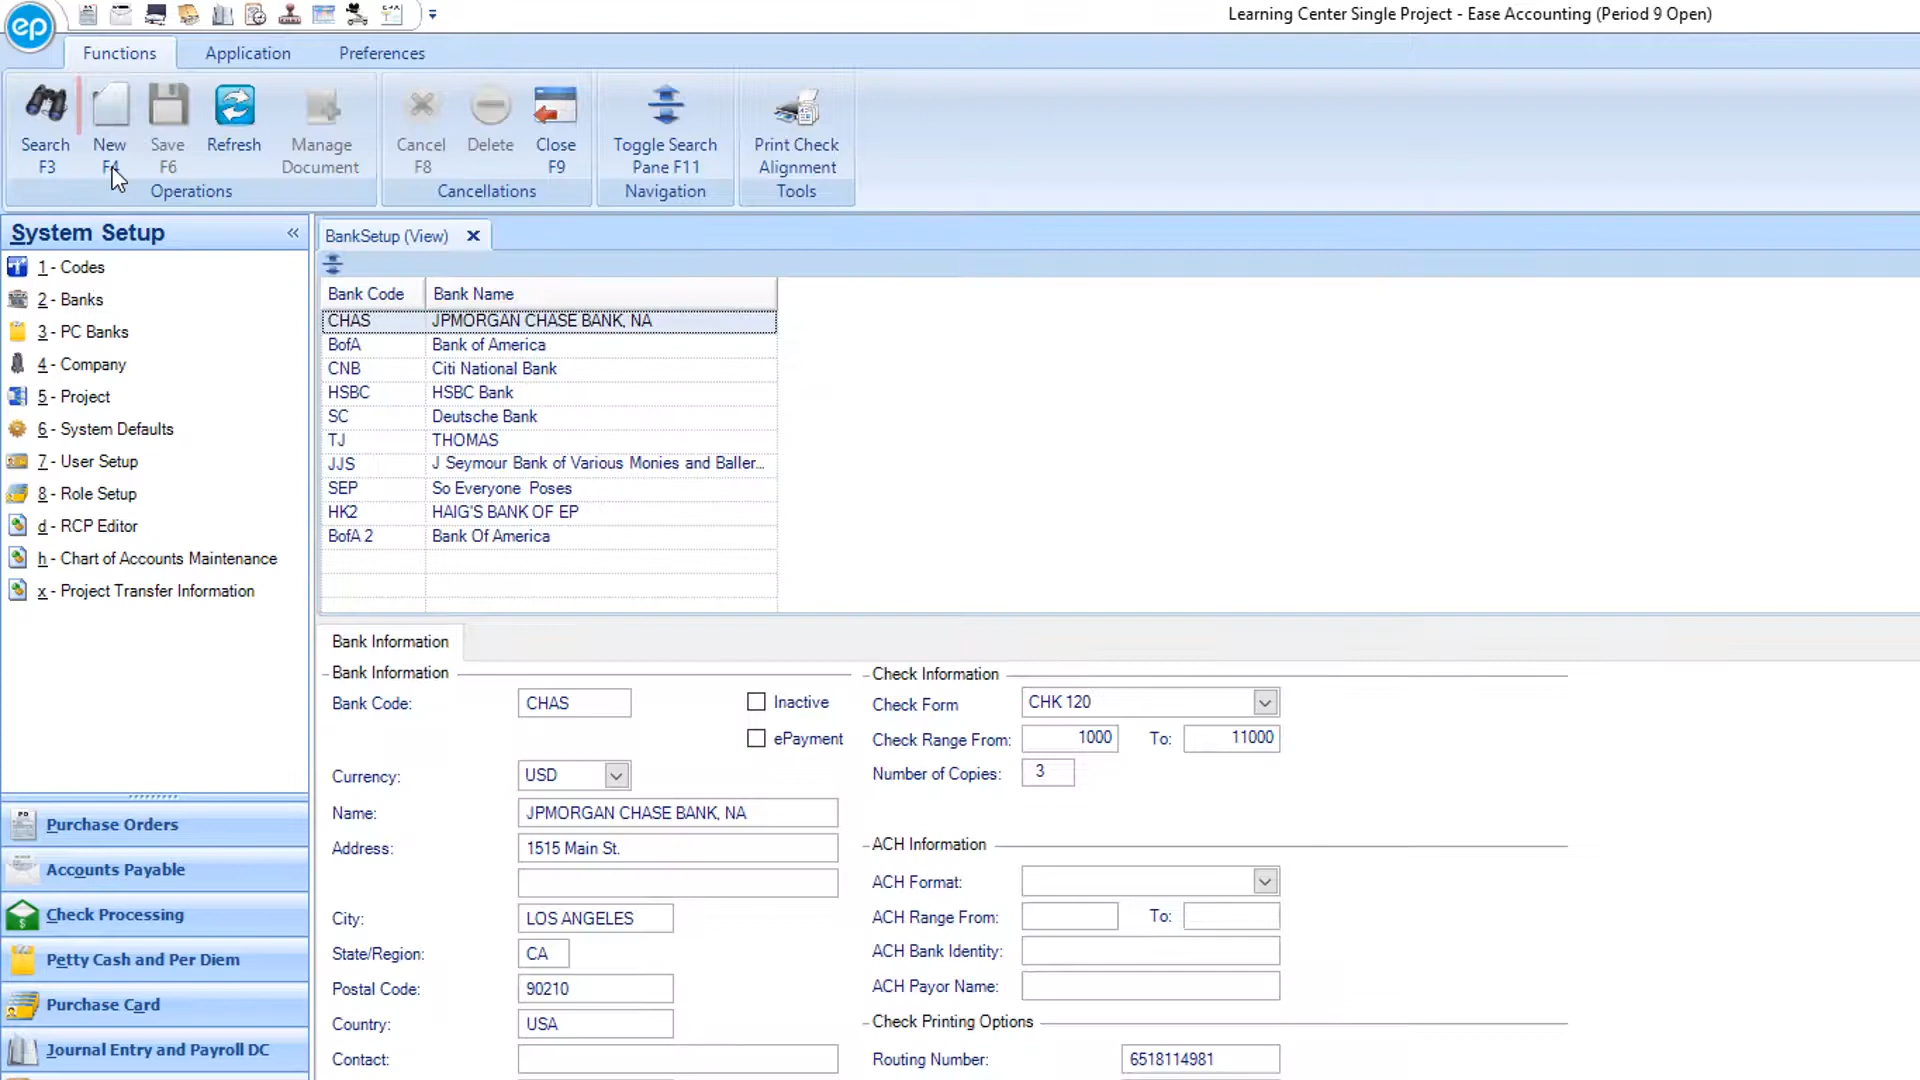 ep
Learning Center Single Project - Ease Accounting (Period 9 Open)
Functions
Application
Preferences
Search
F3
New
F4
Save
F6
Refresh
Manage
Document
Operations
Cancel
F8
Delete
Close
F9
Cancellations
Toggle Search
Pane F11
Navigation
Print Check
Alignment
Tools
System Setup
1 - Codes
2 - Banks
3 - PC Banks
4 - Company
5 - Project
6 - System Defaults
7 - User Setup
8 - Role Setup
d - RCP Editor
h - Chart of Accounts Maintenance
x - Project Transfer Information
Purchase Orders
Accounts Payable
Check Processing
Petty Cash and Per Diem
Purchase Card
Journal Entry and Payroll DC
BankSetup (View)
Bank Code Bank Name
CHAS JPMORGAN CHASE BANK, NA
BofA Bank of America
CNB Citi National Bank
HSBC HSBC Bank
SC Deutsche Bank
TJ THOMAS
JJS J Seymour Bank of Various Monies and Baller...
SEP So Everyone Poses
HK2 HAIG'S BANK OF EP
BofA 2 Bank Of America
Bank Information
Bank Information
Bank Code: CHAS
Inactive
ePayment
Currency: USD
Name: JPMORGAN CHASE BANK, NA
Address: 1515 Main St.
City: LOS ANGELES
State/Region: CA
Postal Code: 90210
Country: USA
Contact:
Check Information
Check Form CHK 120
Check Range From: 1000 To: 11000
Number of Copies: 3
ACH Information
ACH Format:
ACH Range From: To:
ACH Bank Identity:
ACH Payor Name:
Check Printing Options
Routing Number: 6518114981